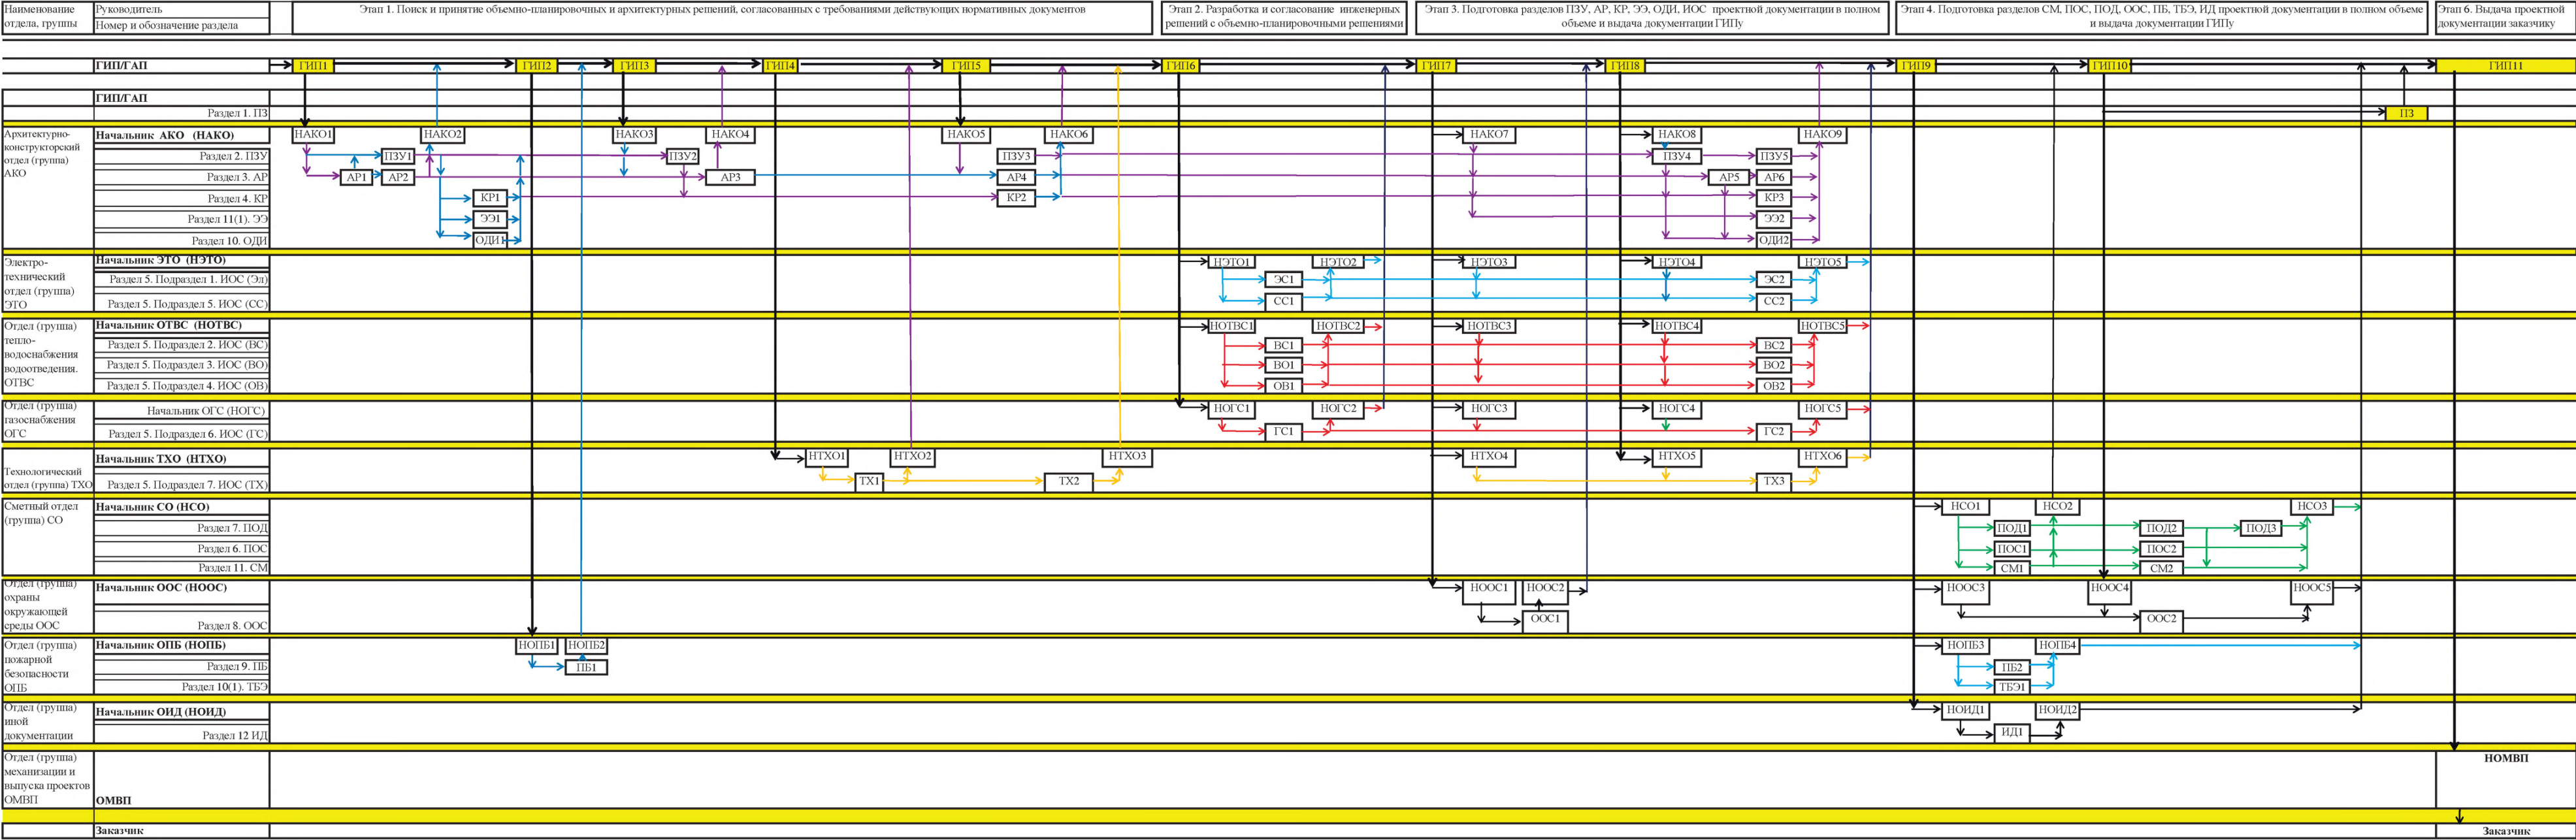 Наименование
отдела, группы
Руководитель
Номер и обозначение раздела
Этап 1. Поиск и принятие объемно-планировочных и архитектурных решений, согласованных с требованиями действующих нормативных документов
Этап 2. Разработка и согласование инженерных
решений с объемно-планировочными решениями
Этап 3. Подготовка разделов ПЗУ, АР, КР, ЭЭ, ОДИ, ИОС проектной документации в полном
объеме и выдача документации ГИПу
Этап 4. Подготовка разделов СМ, ПОС, ПОД, ООС, ПБ, ТБЭ, ИД проектной документации в полном объеме
и выдача документации ГИПу
Этап 6. Выдача проектной
документации заказчику
ГИП/ГАП
ГИП1
ГИП2
ГИП3
ГИП4
ГИП5
ГИП6
ГИП7
ГИП8
ГИП9
ГИП10
ГИП11
ГИП/ГАП
Раздел 1. ПЗ
ПЗ
Архитектурно-
конструкторский
отдел (группа)
АКО
Начальник АКО (НАКО)
НАКО1
НАКО2
НАКО3
НАКО4
НАКО5
НАКО6
НАКО7
НАКО8
НАКО9
Раздел 2. ПЗУ
ПЗУ1
ПЗУ2
ПЗУ3
ПЗУ4
ПЗУ5
Раздел 3. АР
АР1
АР2
АР3
АР4
АР5
АР6
Раздел 4. КР
КР1
КР2
КР3
Раздел 11(1). ЭЭ
ЭЭ1
ЭЭ2
Раздел 10. ОДИ
ОДИ1
ОДИ2
Электро-
технический
отдел (группа)
ЭТО
Начальник ЭТО (НЭТО)
НЭТО1
НЭТО2
НЭТО3
НЭТО4
НЭТО5
Раздел 5. Подраздел 1. ИОС (Эл)
ЭС1
ЭС2
Раздел 5. Подраздел 5. ИОС (СС)
СС1
СС2
Отдел (группа)
тепло-
водоснабжения
водоотведения.
ОТВС
Начальник ОТВС (НОТВС)
НОТВС1
НОТВС2
НОТВС3
НОТВС4
НОТВС5
Раздел 5. Подраздел 2. ИОС (ВС)
ВС1
ВС2
Раздел 5. Подраздел 3. ИОС (ВО)
ВО1
ВО2
Раздел 5. Подраздел 4. ИОС (ОВ)
ОВ1
ОВ2
Отдел (группа)
газоснабжения
ОГС
Начальник ОГС (НОГС)
НОГС1
НОГС2
НОГС3
НОГС4
НОГС5
Раздел 5. Подраздел 6. ИОС (ГС)
ГС1
ГС2
Технологический
отдел (группа) ТХО
Начальник ТХО (НТХО)
НТХО1
НТХО2
НТХО3
НТХО4
НТХО5
НТХО6
Раздел 5. Подраздел 7. ИОС (ТХ)
ТХ1
ТХ2
ТХ3
Сметный отдел
(группа) СО
Начальник СО (НСО)
НСО1
НСО2
НСО3
Раздел 7. ПОД
ПОД1
ПОД2
ПОД3
Раздел 6. ПОС
ПОС1
ПОС2
Раздел 11. СМ
СМ1
СМ2
Отдел (группа)
охраны
окружающей
среды ООС
Начальник ООС (НООС)
НООС1
НООС2
НООС3
НООС4
НООС5
Раздел 8. ООС
ООС1
ООС2
Отдел (группа)
пожарной
безопасности
ОПБ
Начальник ОПБ (НОПБ)
НОПБ1
НОПБ2
НОПБ3
НОПБ4
Раздел 9. ПБ
ПБ1
ПБ2
Раздел 10(1). ТБЭ
ТБЭ1
Отдел (группа)
иной
документации
Начальник ОИД (НОИД)
НОИД1
НОИД2
Раздел 12 ИД
ИД1
Отдел (группа)
механизации и
выпуска проектов
ОМВП
ОМВП
НОМВП
Заказчик
Заказчик